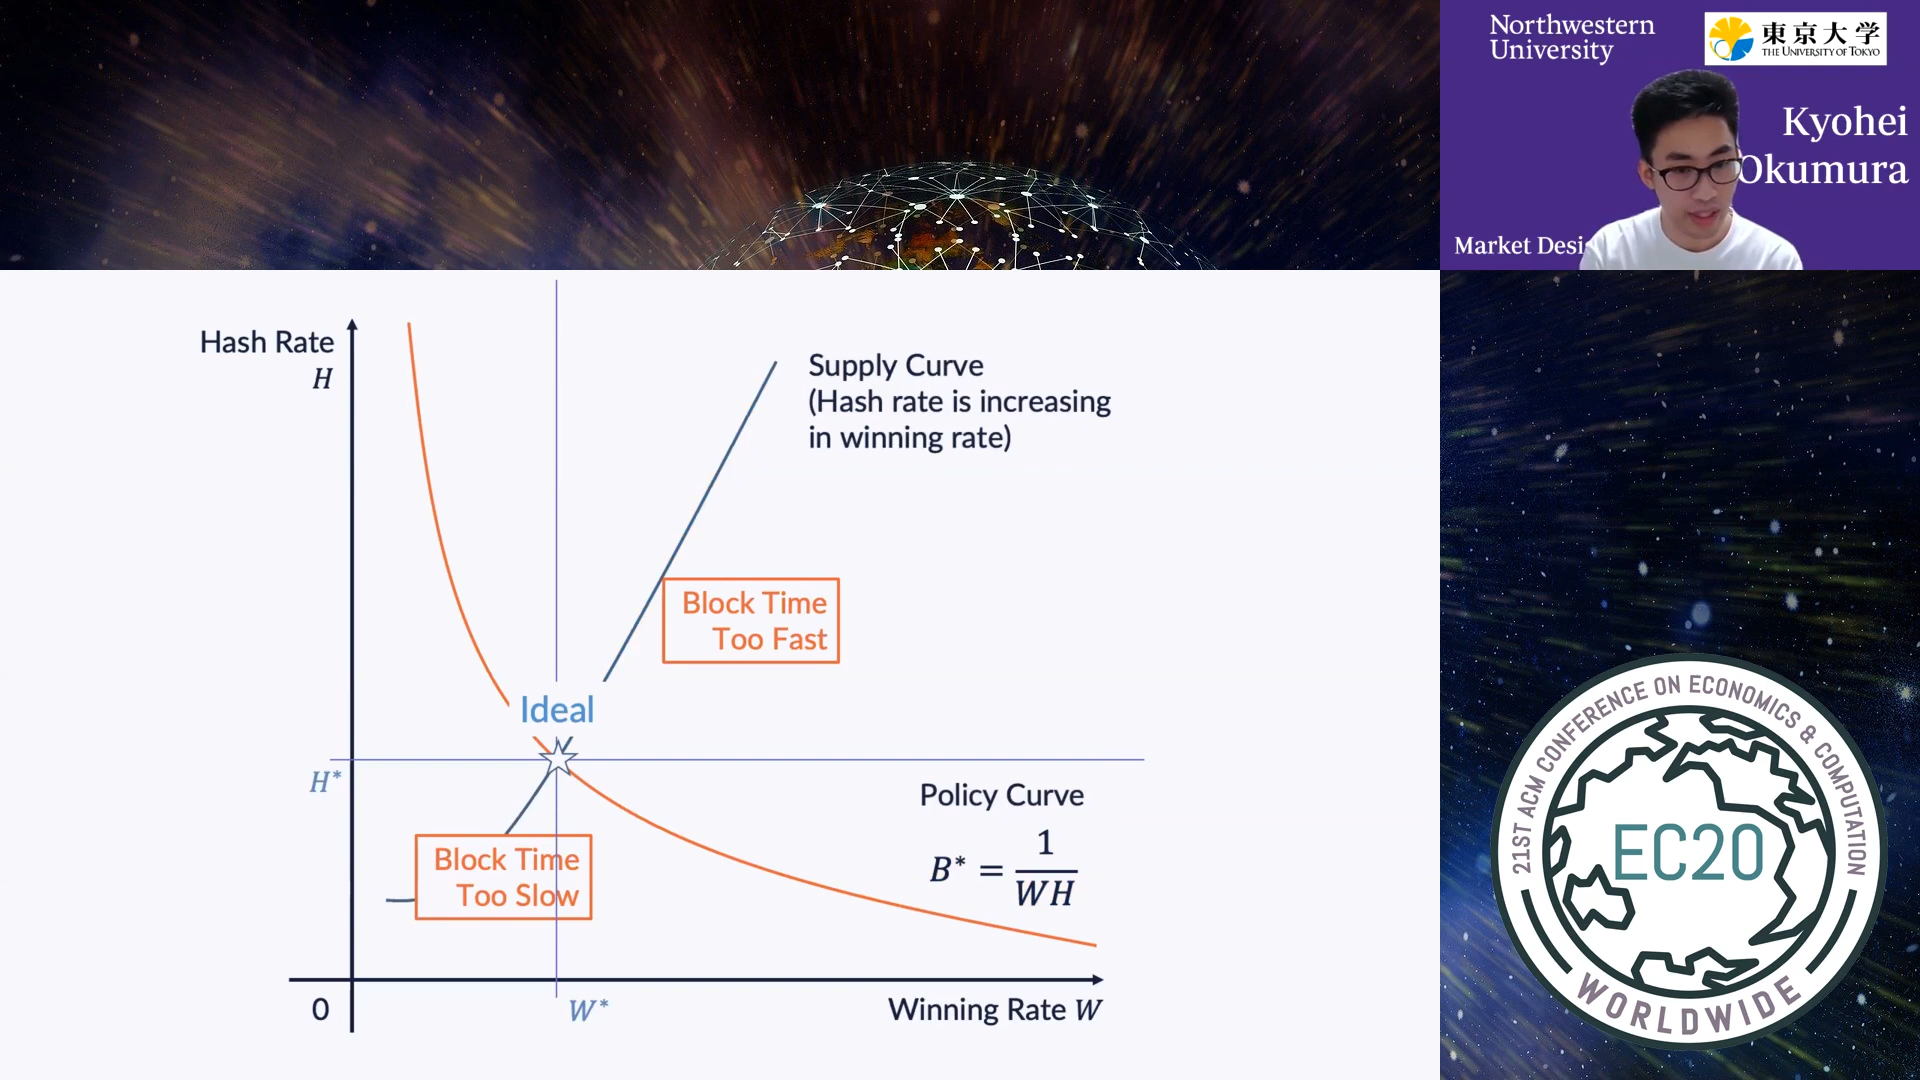 Northwestern
University
東京大学
THE UNIVERSITY OF TOKYO
Kyohei
Okumura
Market Desi
Hash Rate
H
Supply Curve
(Hash rate is increasing
in winning rate)
Block Time
Too Fast
Ideal
H*
Policy Curve
B* = 1/WH
Block Time
Too Slow
0
W*
Winning Rate W
21ST ACM CONFERENCE ON ECONOMICS & COMPUTATION
EC20
WORLDWIDE